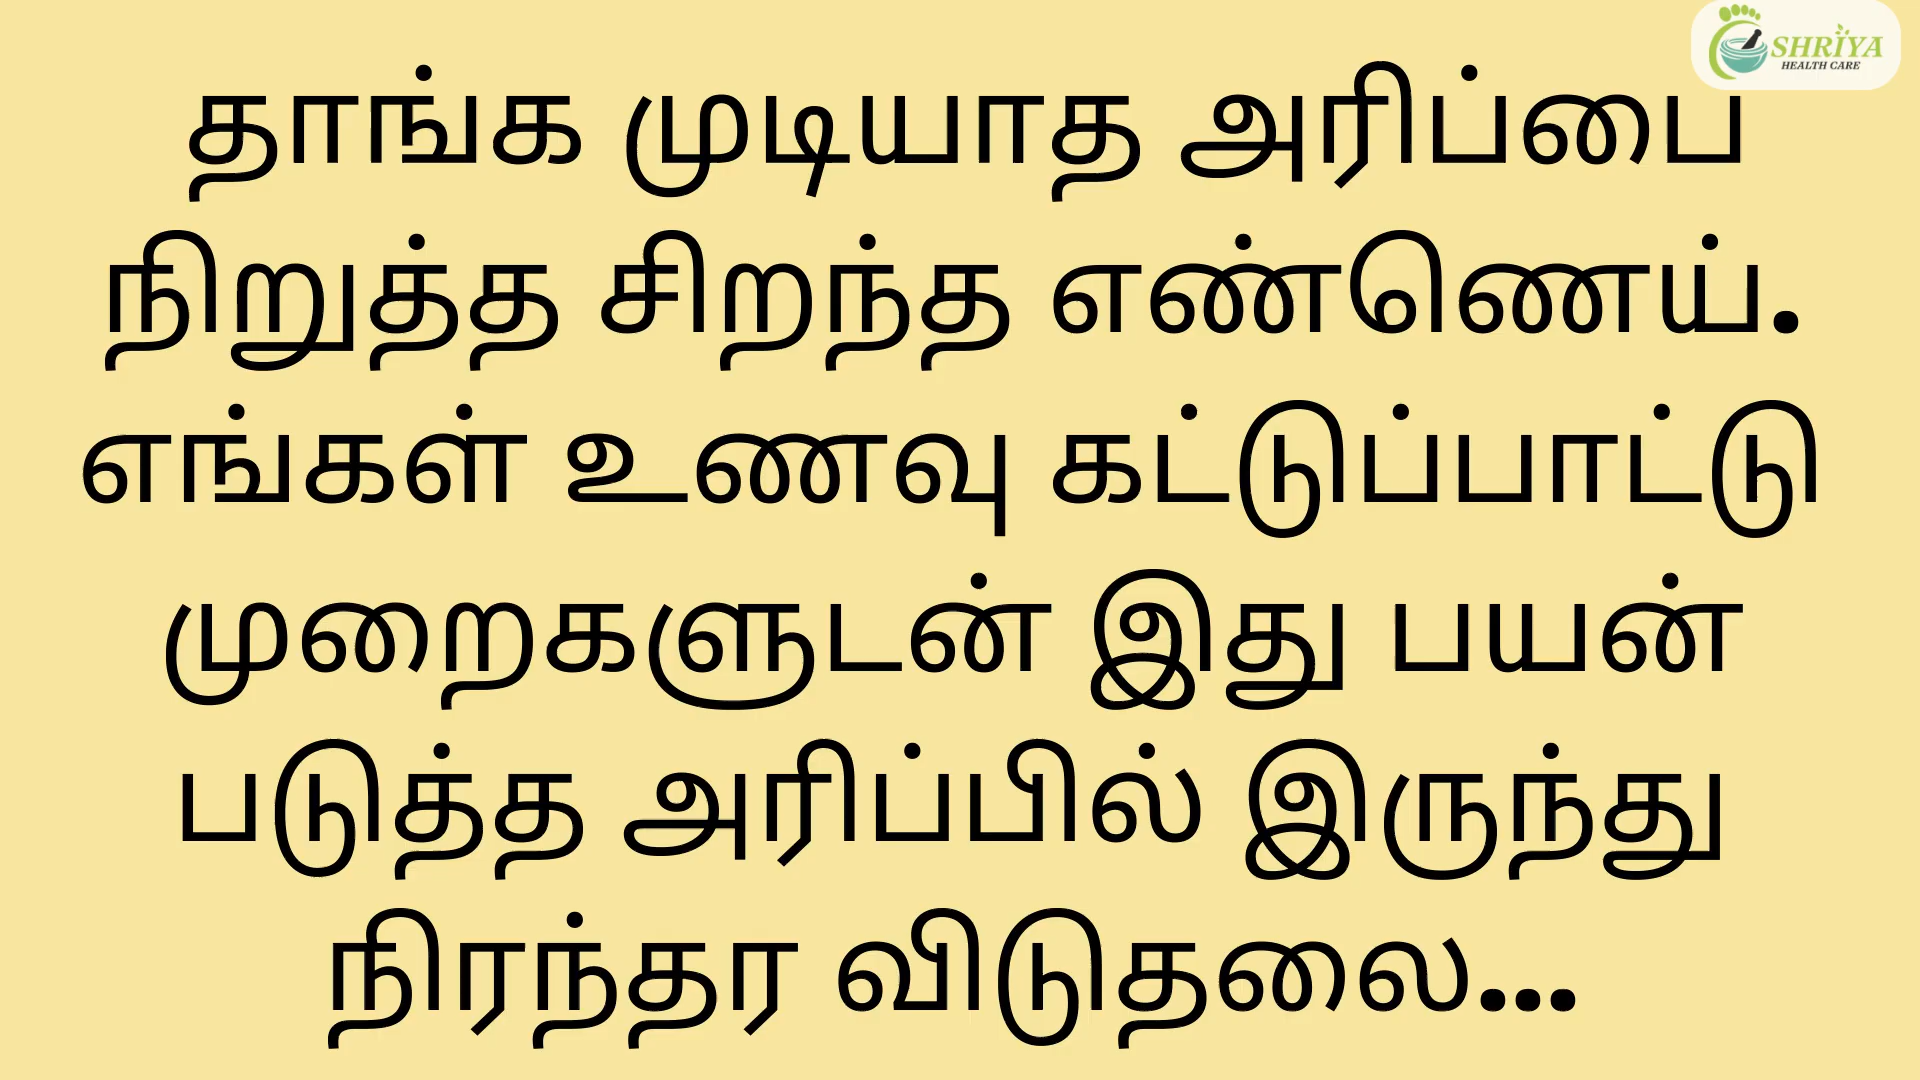 SHRIYA
HEALTH CARE
தாங்க முடியாத அரிப்பை
நிறுத்த சிறந்த எண்ணெய்.
எங்கள் உணவு கட்டுப்பாட்டு
முறைகளுடன் இது பயன்
படுத்த அரிப்பில் இருந்து
நிரந்தர விடுதலை...